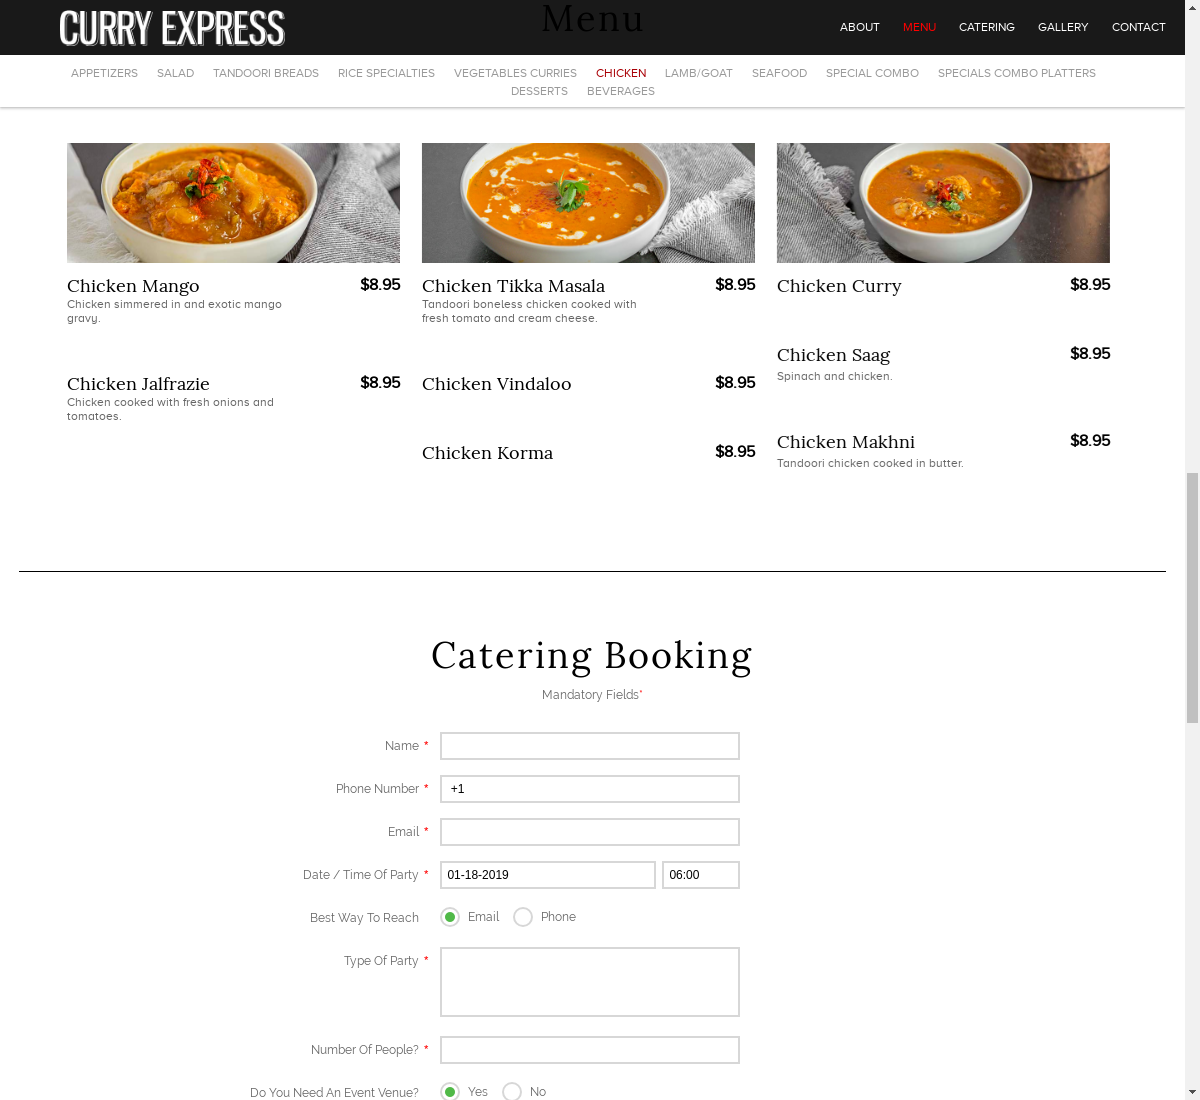 CURRY EXPRESS
Menu
ABOUT MENU CATERING GALLERY CONTACT
APPETIZERS SALAD TANDOORI BREADS RICE SPECIALTIES VEGETABLES CURRIES CHICKEN LAMB/GOAT SEAFOOD SPECIAL COMBO SPECIALS COMBO PLATTERS
DESSERTS BEVERAGES
Chicken Mango $8.95
Chicken simmered in and exotic mango
gravy.
Chicken Jalfrazie $8.95
Chicken cooked with fresh onions and
tomatoes.
Chicken Tikka Masala $8.95
Tandoori boneless chicken cooked with
fresh tomato and cream cheese.
Chicken Vindaloo $8.95
Chicken Korma $8.95
Chicken Curry $8.95
Chicken Saag $8.95
Spinach and chicken.
Chicken Makhni $8.95
Tandoori chicken cooked in butter.
Catering Booking
Mandatory Fields*
Name *
Phone Number * +1
Email *
Date / Time Of Party * 01-18-2019 06:00
Best Way To Reach Email Phone
Type Of Party *
Number Of People? *
Do You Need An Event Venue? Yes No